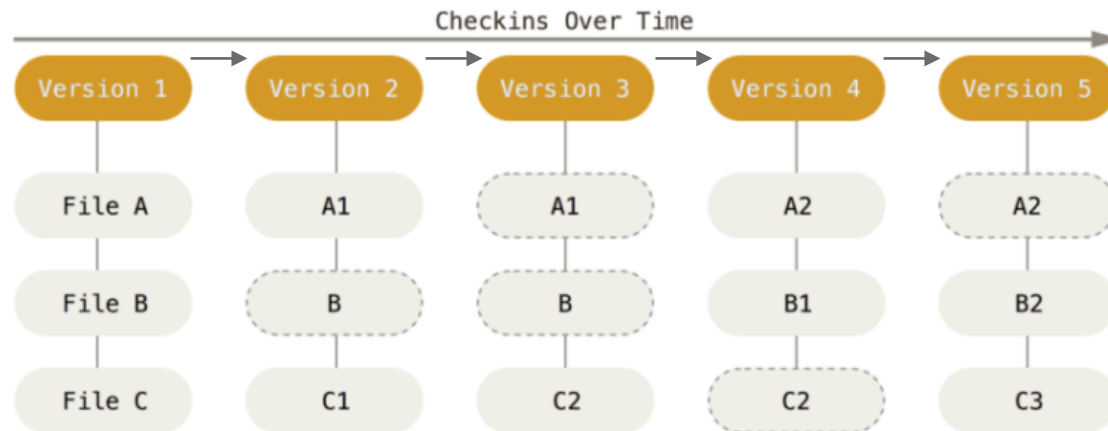 Checkins Over Time
Version 1 Version 2 Version 3 Version 4 Version 5
File A A1 A1 A2 A2
File B B B B1 B2
File C C1 C2 C2 C3